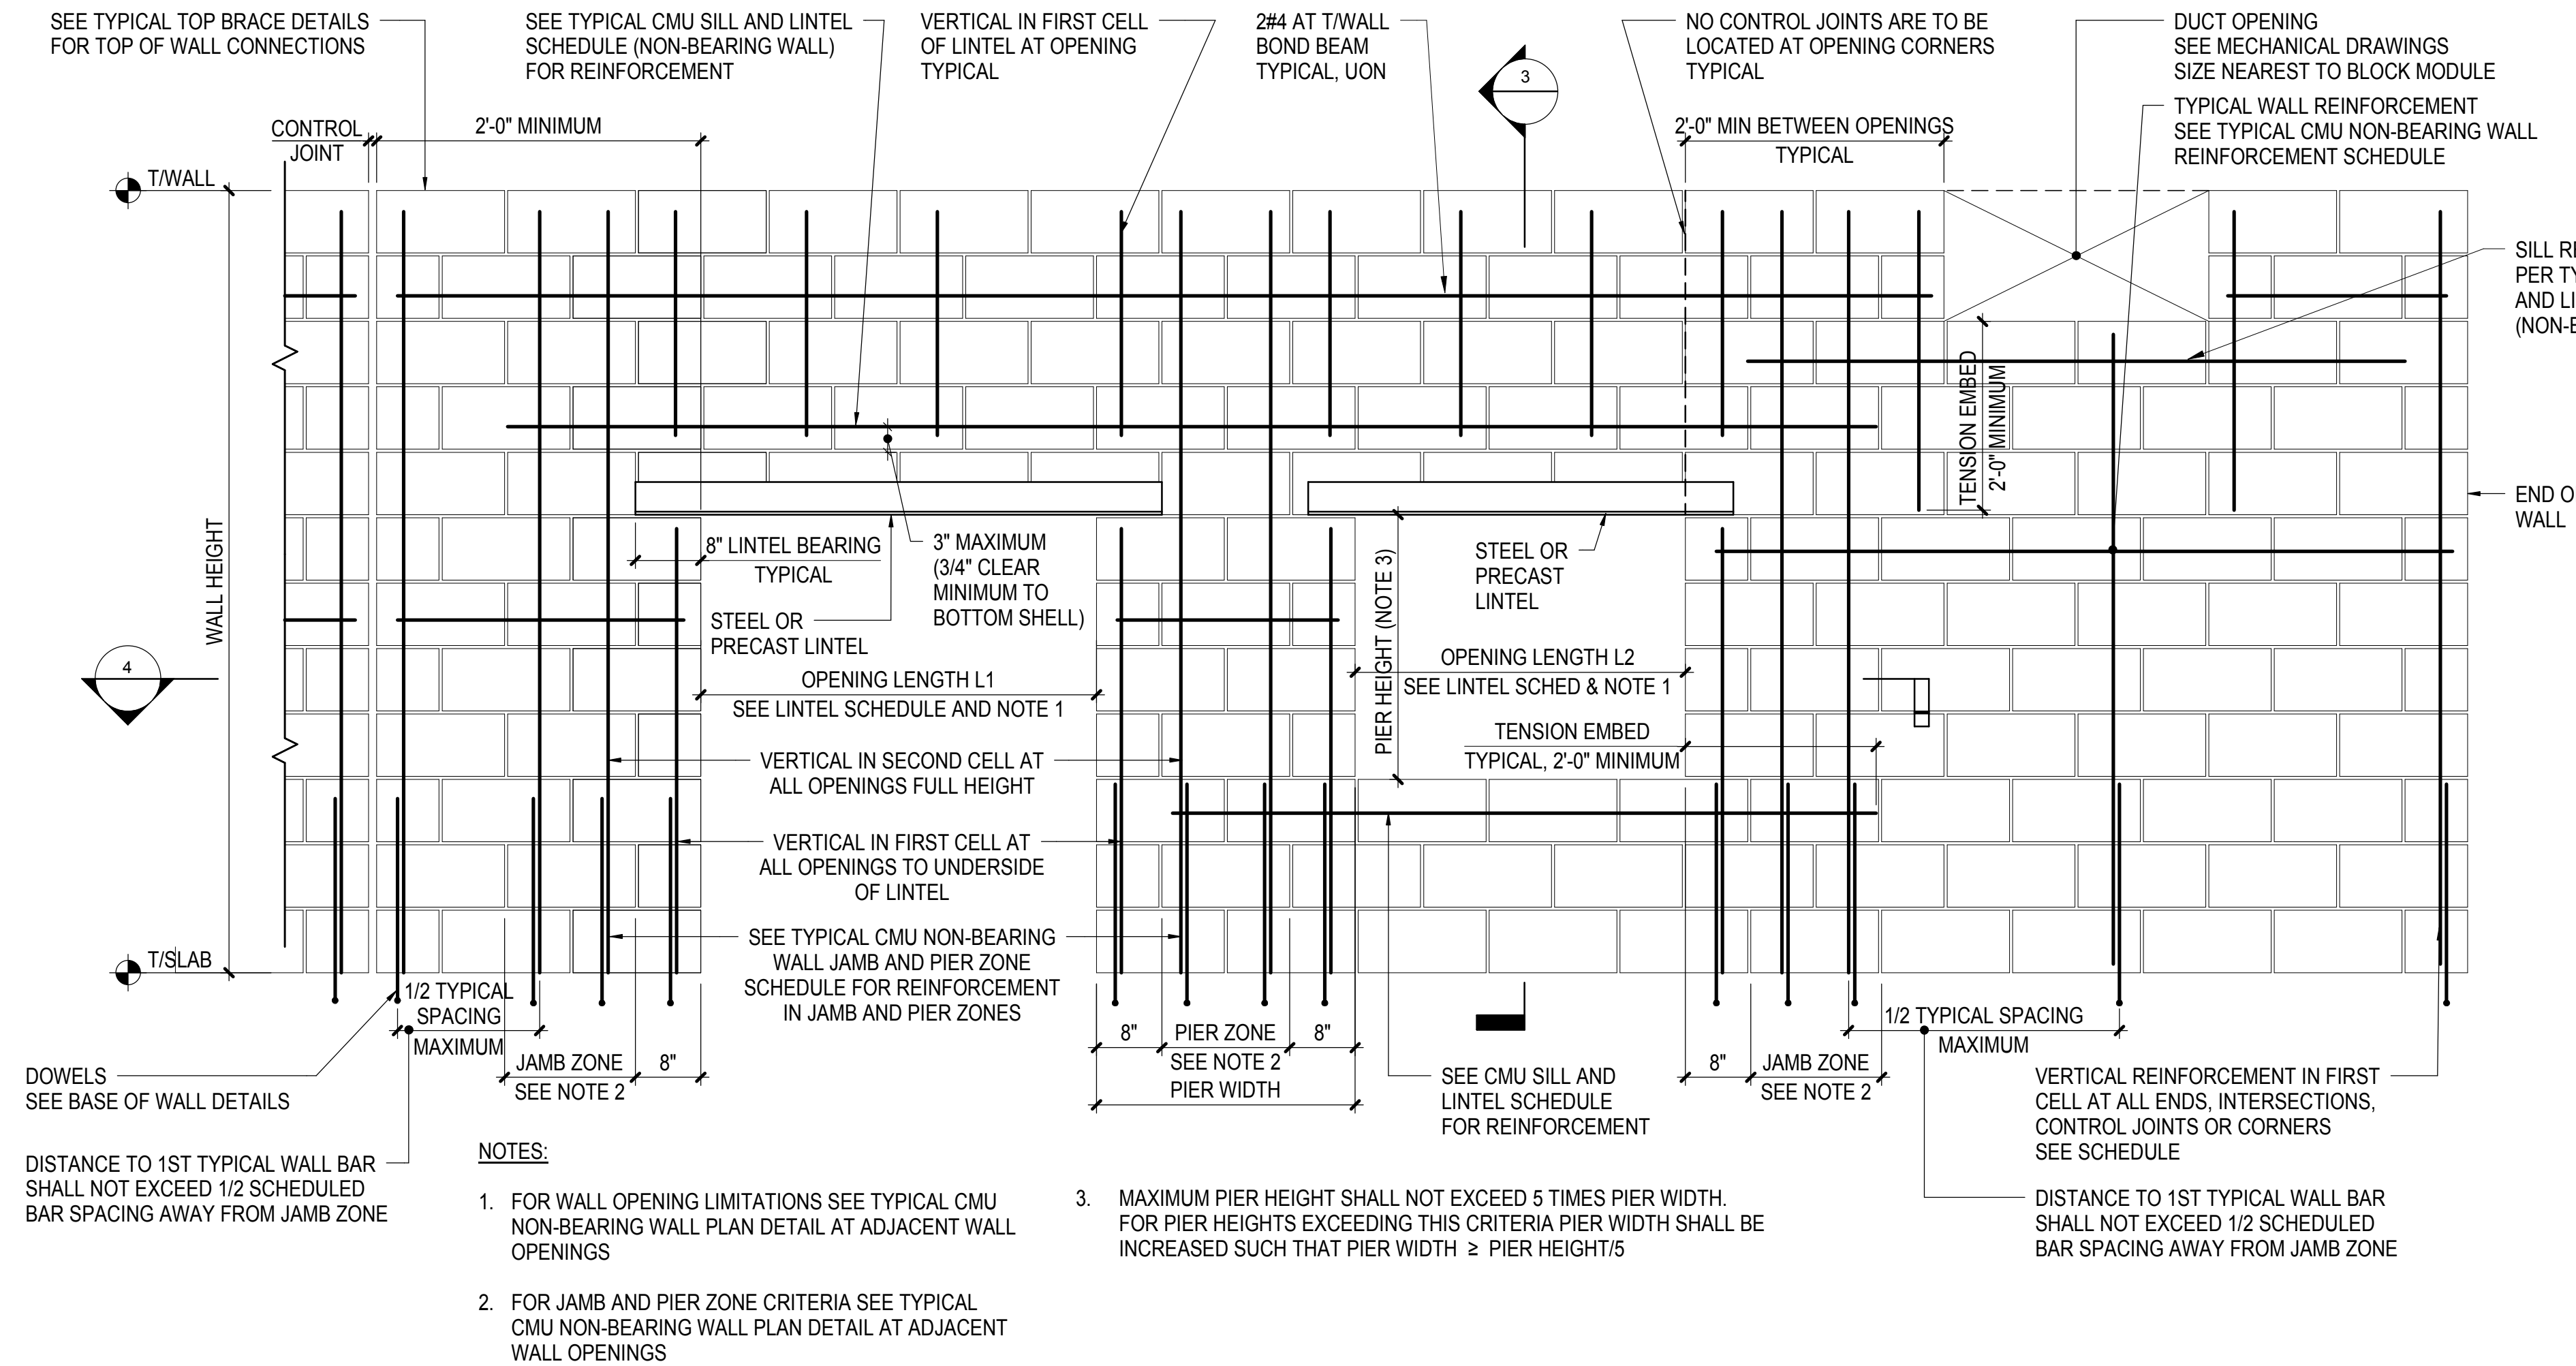 SEE TYPICAL TOP BRACE DETAILS
FOR TOP OF WALL CONNECTIONS
SEE TYPICAL CMU SILL AND LINTEL
SCHEDULE (NON-BEARING WALL)
FOR REINFORCEMENT
VERTICAL IN FIRST CELL
OF LINTEL AT OPENING
TYPICAL
2#4 AT T/WALL
BOND BEAM
TYPICAL, UON
3
NO CONTROL JOINTS ARE TO BE
LOCATED AT OPENING CORNERS
TYPICAL
DUCT OPENING
SEE MECHANICAL DRAWINGS
SIZE NEAREST TO BLOCK MODULE
TYPICAL WALL REINFORCEMENT
SEE TYPICAL CMU NON-BEARING WALL
REINFORCEMENT SCHEDULE
CONTROL
JOINT
2'-0" MINIMUM
2'-0" MIN BETWEEN OPENINGS
TYPICAL
T/WALL
SILL
PER
AND
(NON-
TENSION EMBED
2'-0" MINIMUM
END
WALL
WALL HEIGHT
8" LINTEL BEARING
TYPICAL
3" MAXIMUM
(3/4" CLEAR
MINIMUM TO
BOTTOM SHELL)
STEEL OR
PRECAST LINTEL
PIER HEIGHT (NOTE 3)
STEEL OR
PRECAST
LINTEL
4
OPENING LENGTH L1
SEE LINTEL SCHEDULE AND NOTE 1
OPENING LENGTH L2
SEE LINTEL SCHED & NOTE 1
TENSION EMBED
TYPICAL, 2'-0" MINIMUM
VERTICAL IN SECOND CELL AT
ALL OPENINGS FULL HEIGHT
VERTICAL IN FIRST CELL AT
ALL OPENINGS TO UNDERSIDE
OF LINTEL
SEE TYPICAL CMU NON-BEARING
WALL JAMB AND PIER ZONE
SCHEDULE FOR REINFORCEMENT
IN JAMB AND PIER ZONES
T/SLAB
1/2 TYPICAL
SPACING
MAXIMUM
JAMB ZONE
SEE NOTE 2
8"
8"
PIER ZONE
SEE NOTE 2
8"
PIER WIDTH
8"
JAMB ZONE
SEE NOTE 2
1/2 TYPICAL SPACING
MAXIMUM
DOWELS
SEE BASE OF WALL DETAILS
SEE CMU SILL AND
LINTEL SCHEDULE
FOR REINFORCEMENT
VERTICAL REINFORCEMENT IN FIRST
CELL AT ALL ENDS, INTERSECTIONS,
CONTROL JOINTS OR CORNERS
SEE SCHEDULE
DISTANCE TO 1ST TYPICAL WALL BAR
SHALL NOT EXCEED 1/2 SCHEDULED
BAR SPACING AWAY FROM JAMB ZONE
DISTANCE TO 1ST TYPICAL WALL BAR
SHALL NOT EXCEED 1/2 SCHEDULED
BAR SPACING AWAY FROM JAMB ZONE
NOTES:
1. FOR WALL OPENING LIMITATIONS SEE TYPICAL CMU
NON-BEARING WALL PLAN DETAIL AT ADJACENT WALL
OPENINGS
2. FOR JAMB AND PIER ZONE CRITERIA SEE TYPICAL
CMU NON-BEARING WALL PLAN DETAIL AT ADJACENT
WALL OPENINGS
3. MAXIMUM PIER HEIGHT SHALL NOT EXCEED 5 TIMES PIER WIDTH.
FOR PIER HEIGHTS EXCEEDING THIS CRITERIA PIER WIDTH SHALL BE
INCREASED SUCH THAT PIER WIDTH ≥ PIER HEIGHT/5